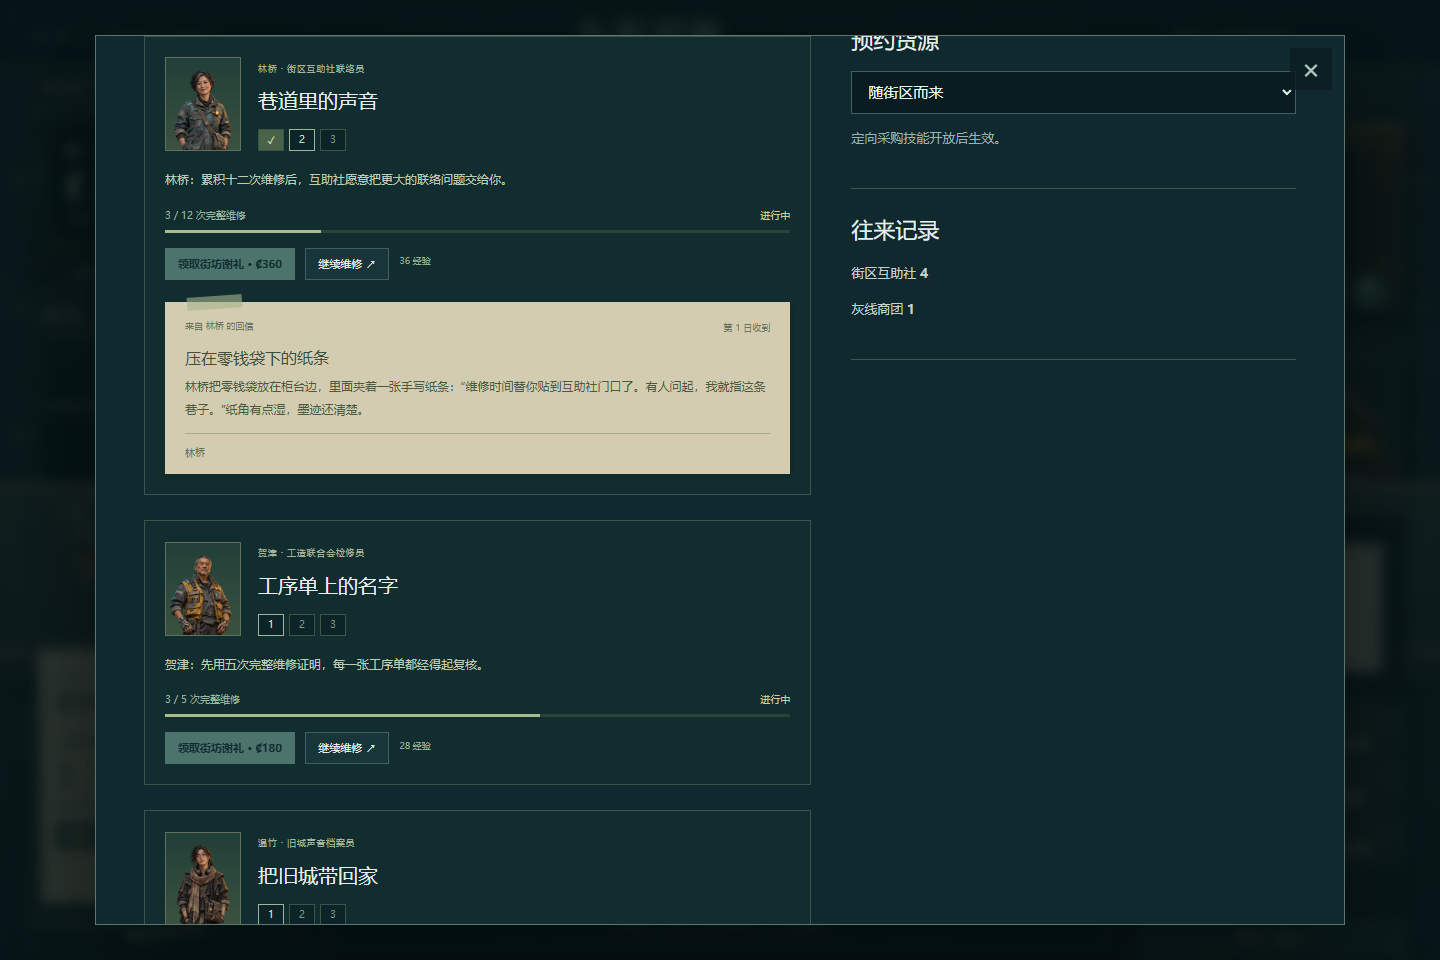 林桥 · 街区互助社联络员
巷道里的声音
✓ 2 3
林桥：累积十二次维修后，互助社愿意把更大的联络问题交给你。
3 / 12 次完整维修 进行中
领取街坊谢礼 • ₡360 继续维修 ↗ 36 经验
来自 林桥 的回信 第 1 日收到
压在零钱袋下的纸条
林桥把零钱袋放在柜台边，里面夹着一张手写纸条：“维修时间替你贴到互助社门口了。有人问起，我就指这条
巷子。”纸角有点湿，墨迹还清楚。
林桥
贺津 · 工造联合会检修员
工序单上的名字
1 2 3
贺津：先用五次完整维修证明，每一张工序单都经得起复核。
3 / 5 次完整维修 进行中
领取街坊谢礼 • ₡180 继续维修 ↗ 28 经验
温竹 · 旧城声音档案员
把旧城带回家
1 2 3
预约货源
×
随街区而来
定向采购技能开放后生效。
往来记录
街区互助社 4
灰线商团 1